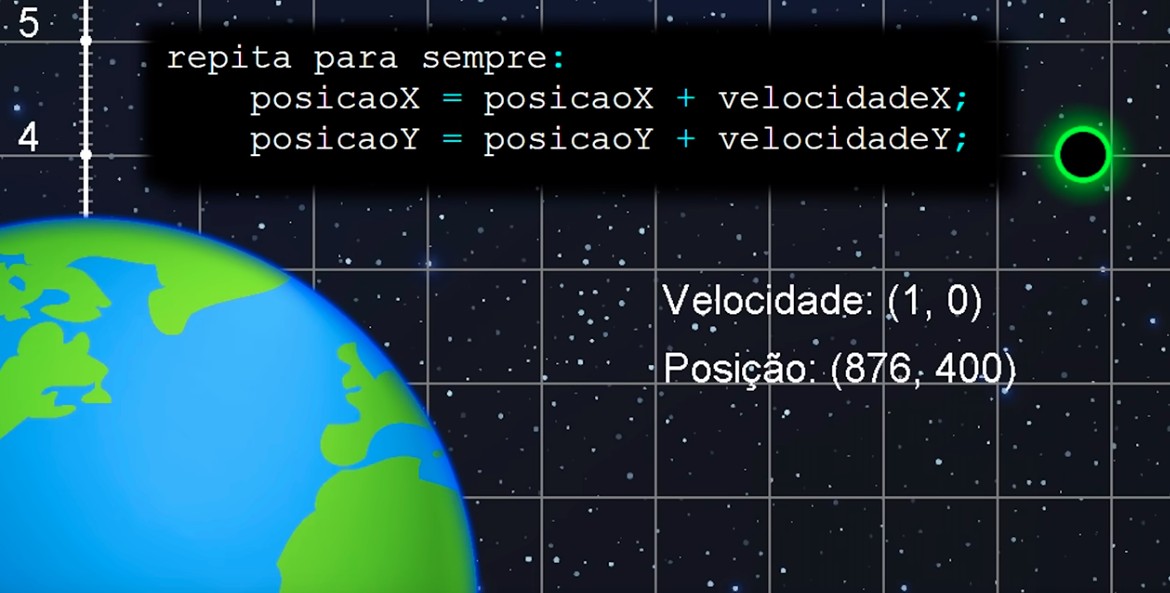 5
repita para sempre:
posicaoX = posicaoX + velocidadeX;
posicaoY = posicaoY + velocidadeY;
4
Velocidade: (1, 0)
Posição: (876, 400)